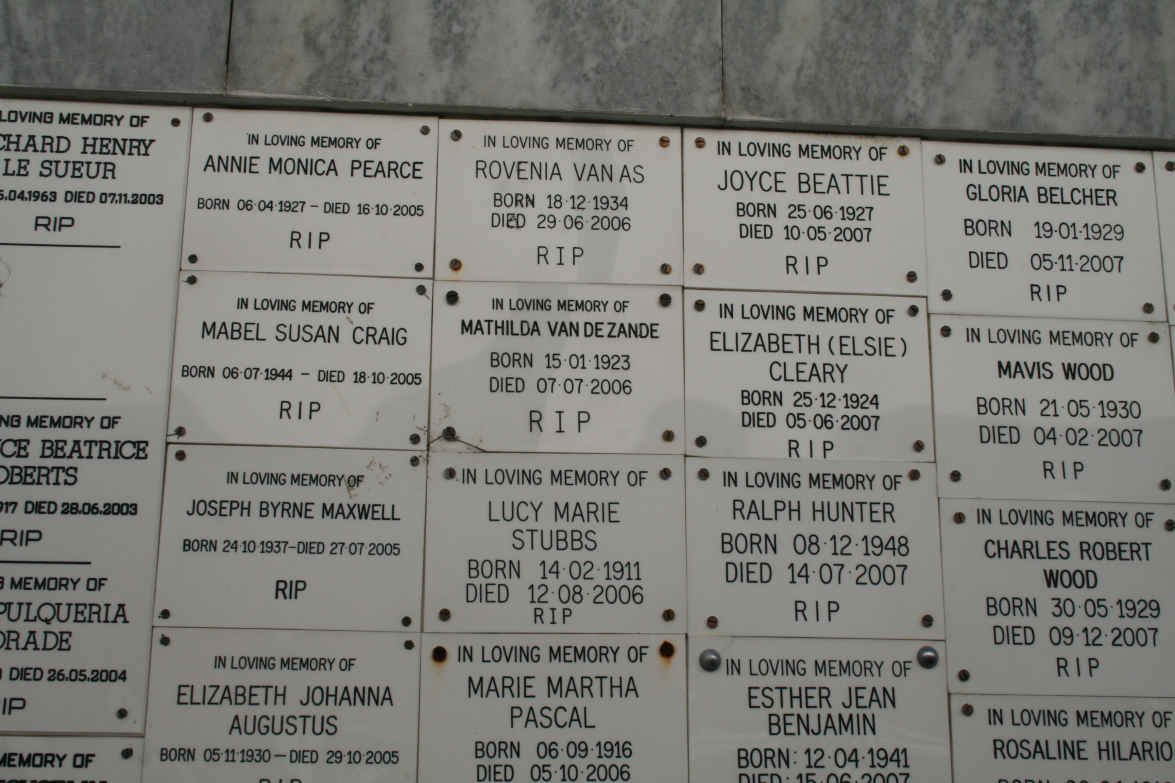 LOVING MEMORY OF
CHARD HENRY
LE SUEUR
.04.1963 DIED 07.11.2003
RIP
MEMORY OF
CE BEATRICE
OBERTS
917 DIED 28.06.2003
RIP
MEMORY OF
PULQUERIA
DRADE
DIED 26.05.2004
IP
MEMORY OF
IN LOVING MEMORY OF
ANNIE MONICA PEARCE
BORN 06·04·1927 – DIED 16·10·2005
RIP
IN LOVING MEMORY OF
MABEL SUSAN CRAIG
BORN 06·07·1944 – DIED 18·10·2005
RIP
IN LOVING MEMORY OF
JOSEPH BYRNE MAXWELL
BORN 24·10·1937–DIED 27·07·2005
RIP
IN LOVING MEMORY OF
ELIZABETH JOHANNA
AUGUSTUS
BORN 05·11·1930 – DIED 29·10·2005
RIP
IN LOVING MEMORY OF
ROVENIA VAN AS
BORN 18·12·1934
DIED 29·06·2006
RIP
IN LOVING MEMORY OF
MATHILDA VAN DE ZANDE
BORN 15·01·1923
DIED 07·07·2006
RIP
IN LOVING MEMORY OF
LUCY MARIE
STUBBS
BORN 14·02·1911
DIED 12·08·2006
RIP
IN LOVING MEMORY OF
MARIE MARTHA
PASCAL
BORN 06·09·1916
DIED 05·10·2006
IN LOVING MEMORY OF
JOYCE BEATTIE
BORN 25·06·1927
DIED 10·05·2007
RIP
IN LOVING MEMORY OF
ELIZABETH (ELSIE)
CLEARY
BORN 25·12·1924
DIED 05·06·2007
RIP
IN LOVING MEMORY OF
RALPH HUNTER
BORN 08·12·1948
DIED 14·07·2007
RIP
IN LOVING MEMORY OF
ESTHER JEAN
BENJAMIN
BORN: 12·04·1941
DIED: 15·06·2007
IN LOVING MEMORY OF
GLORIA BELCHER
BORN 19·01·1929
DIED 05·11·2007
RIP
IN LOVING MEMORY OF
MAVIS WOOD
BORN 21·05·1930
DIED 04·02·2007
RIP
IN LOVING MEMORY OF
CHARLES ROBERT
WOOD
BORN 30·05·1929
DIED 09·12·2007
RIP
IN LOVING MEMORY OF
ROSALINE HILARIO